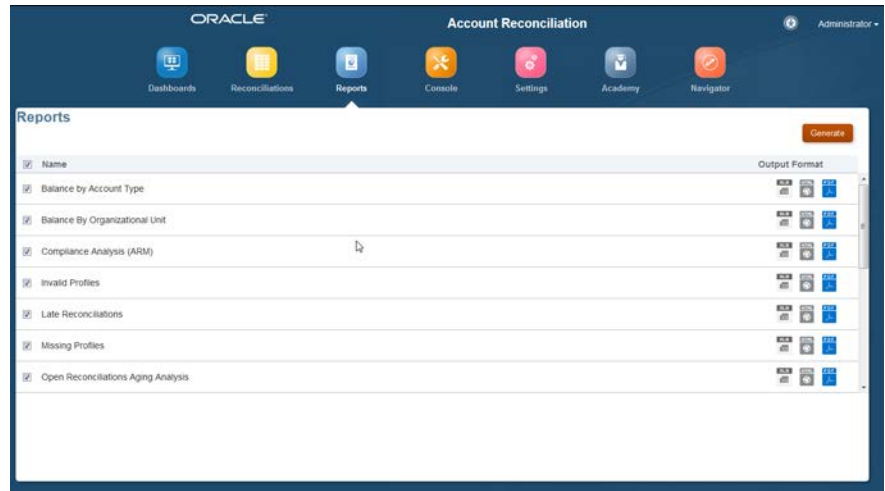 ORACLE
Account Reconciliation
Administrator
Dashboards
Reconciliations
Reports
Console
Settings
Academy
Navigator
Reports
Generate
Name
Output Format
Balance by Account Type
Balance By Organizational Unit
Compliance Analysis (ARM)
Invalid Profiles
Late Reconciliations
Missing Profiles
Open Reconciliations Aging Analysis